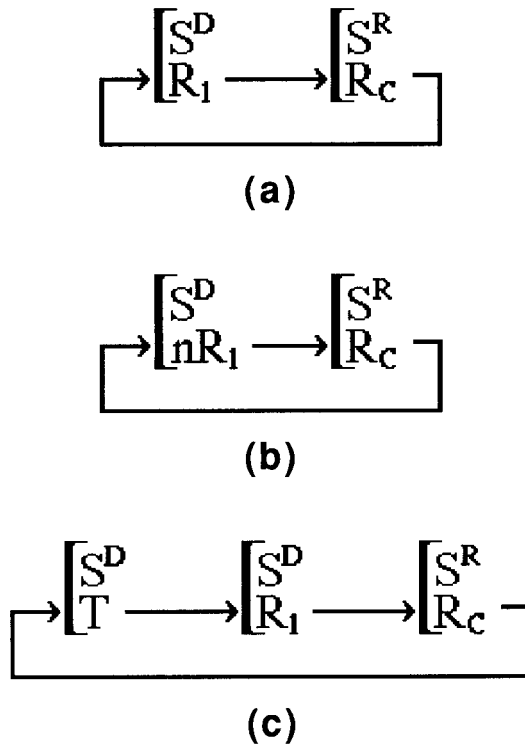 S^D S^R
R_1 R_C
(a)
S^D S^R
nR_1 R_C
(b)
S^D S^D S^R
T R_1 R_C
(c)